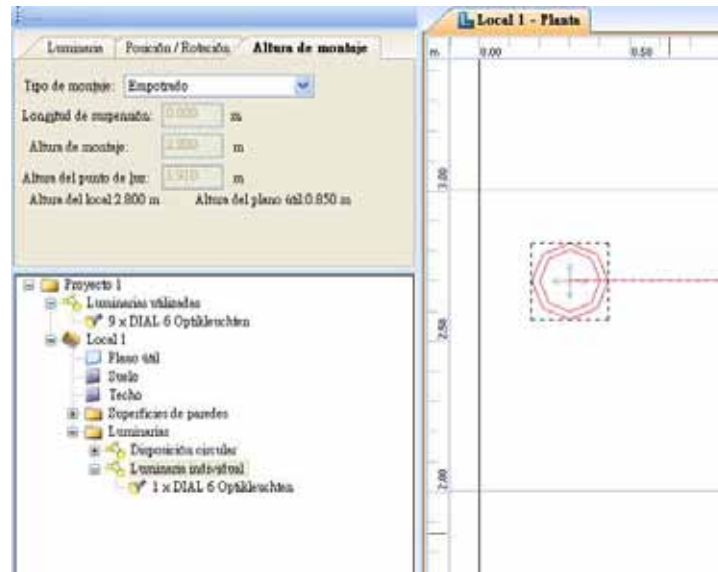 Luminaria Posición / Rotación Altura de montaje
Tipo de montaje: Empotrado
Longitud de suspensión: 0.000 m
Altura de montaje: 2.800 m
Altura del punto de luz: m
Altura del local:2.800 m Altura del plano útil:0.850 m
Proyecto 1
Luminarias utilizadas
9 x DIAL 6 Optikleuchten
Local 1
Plano útil
Suelo
Techo
Superficies de paredes
Luminarias
Disposición circular
Luminaria individual
1 x DIAL 6 Optikleuchten
Local 1 - Planta
m 0.00 0.50
3.00
2.50
2.00